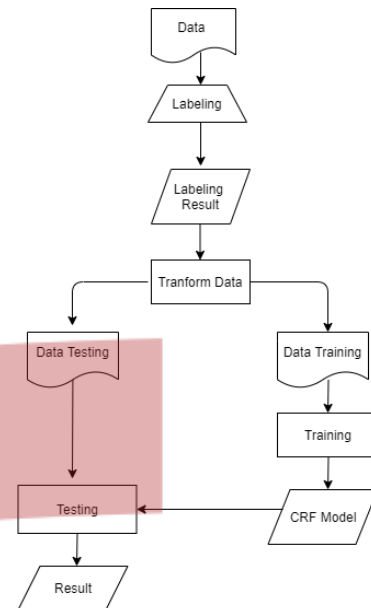 Data
Labeling
Labeling
Result
Tranform Data
Data Testing
Data Training
Training
Testing
CRF Model
Result